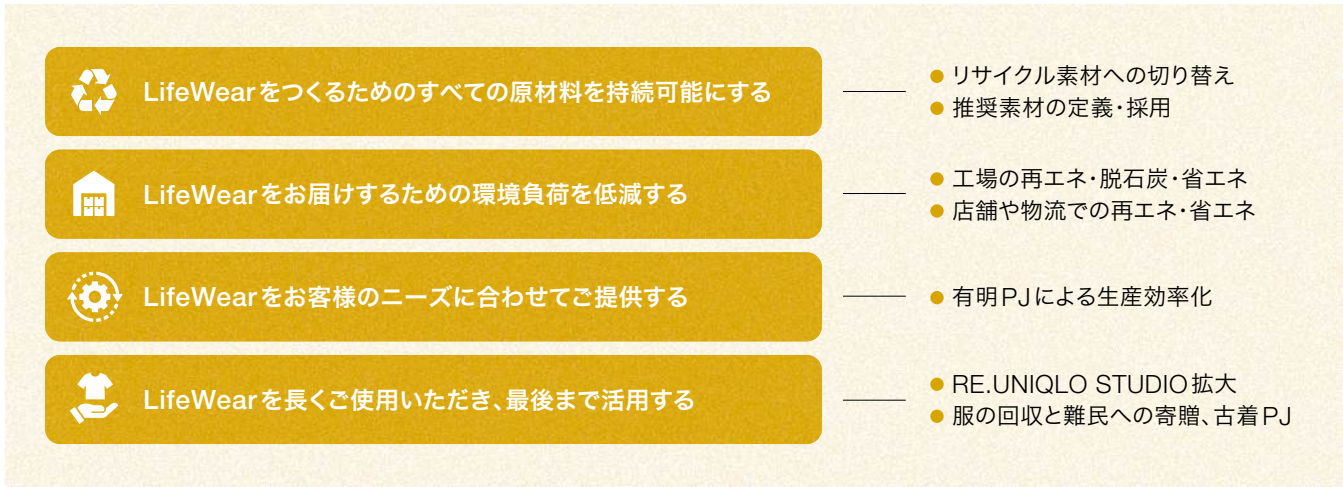 LifeWearをつくるためのすべての原材料を持続可能にする
● リサイクル素材への切り替え
● 推奨素材の定義・採用
LifeWearをお届けするための環境負荷を低減する
● 工場の再エネ・脱石炭・省エネ
● 店舗や物流での再エネ・省エネ
LifeWearをお客様のニーズに合わせてご提供する
● 有明PJによる生産効率化
LifeWearを長くご使用いただき、最後まで活用する
● RE.UNIQLO STUDIO拡大
● 服の回収と難民への寄贈、古着PJ